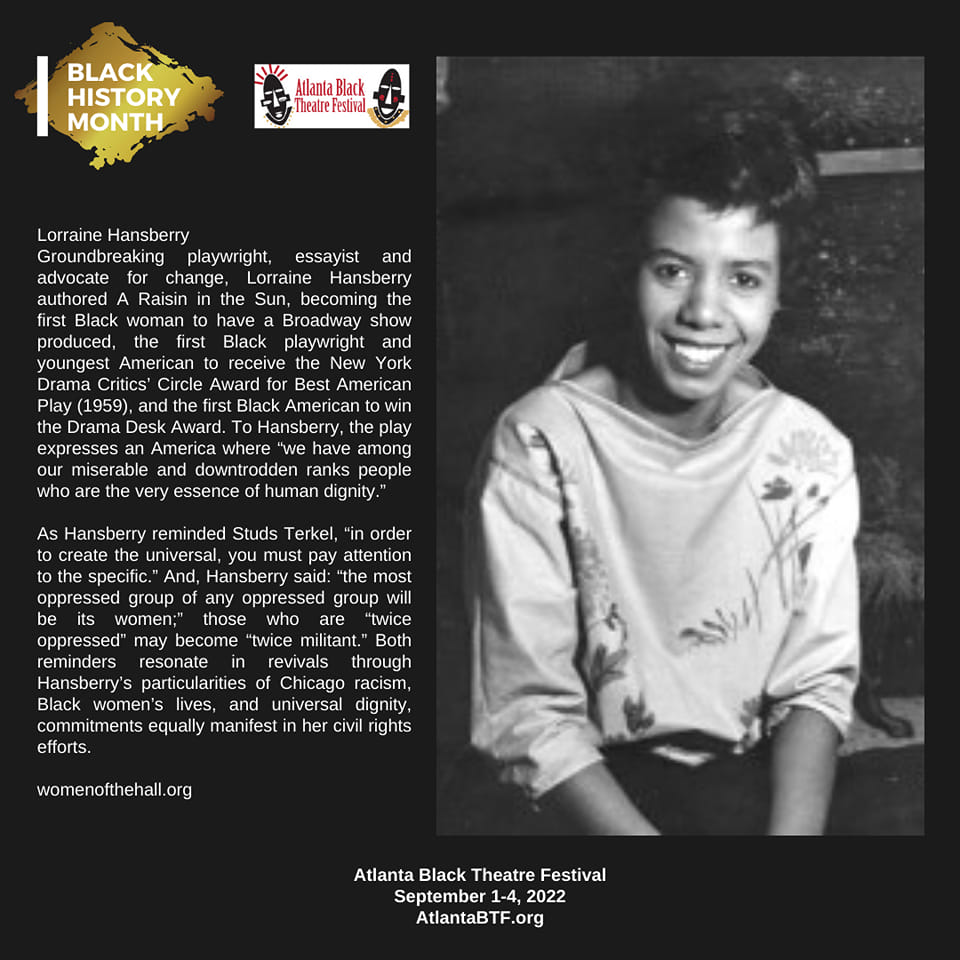 BLACK
HISTORY
MONTH
Atlanta Black
Theatre Festival
Lorraine Hansberry
Groundbreaking playwright, essayist and
advocate for change, Lorraine Hansberry
authored A Raisin in the Sun, becoming the
first Black woman to have a Broadway show
produced, the first Black playwright and
youngest American to receive the New York
Drama Critics’ Circle Award for Best American
Play (1959), and the first Black American to win
the Drama Desk Award. To Hansberry, the play
expresses an America where “we have among
our miserable and downtrodden ranks people
who are the very essence of human dignity.”
As Hansberry reminded Studs Terkel, “in order
to create the universal, you must pay attention
to the specific.” And, Hansberry said: “the most
oppressed group of any oppressed group will
be its women;” those who are “twice
oppressed” may become “twice militant.” Both
reminders resonate in revivals through
Hansberry’s particularities of Chicago racism,
Black women’s lives, and universal dignity,
commitments equally manifest in her civil rights
efforts.
womenofthehall.org
Atlanta Black Theatre Festival
September 1-4, 2022
AtlantaBTF.org